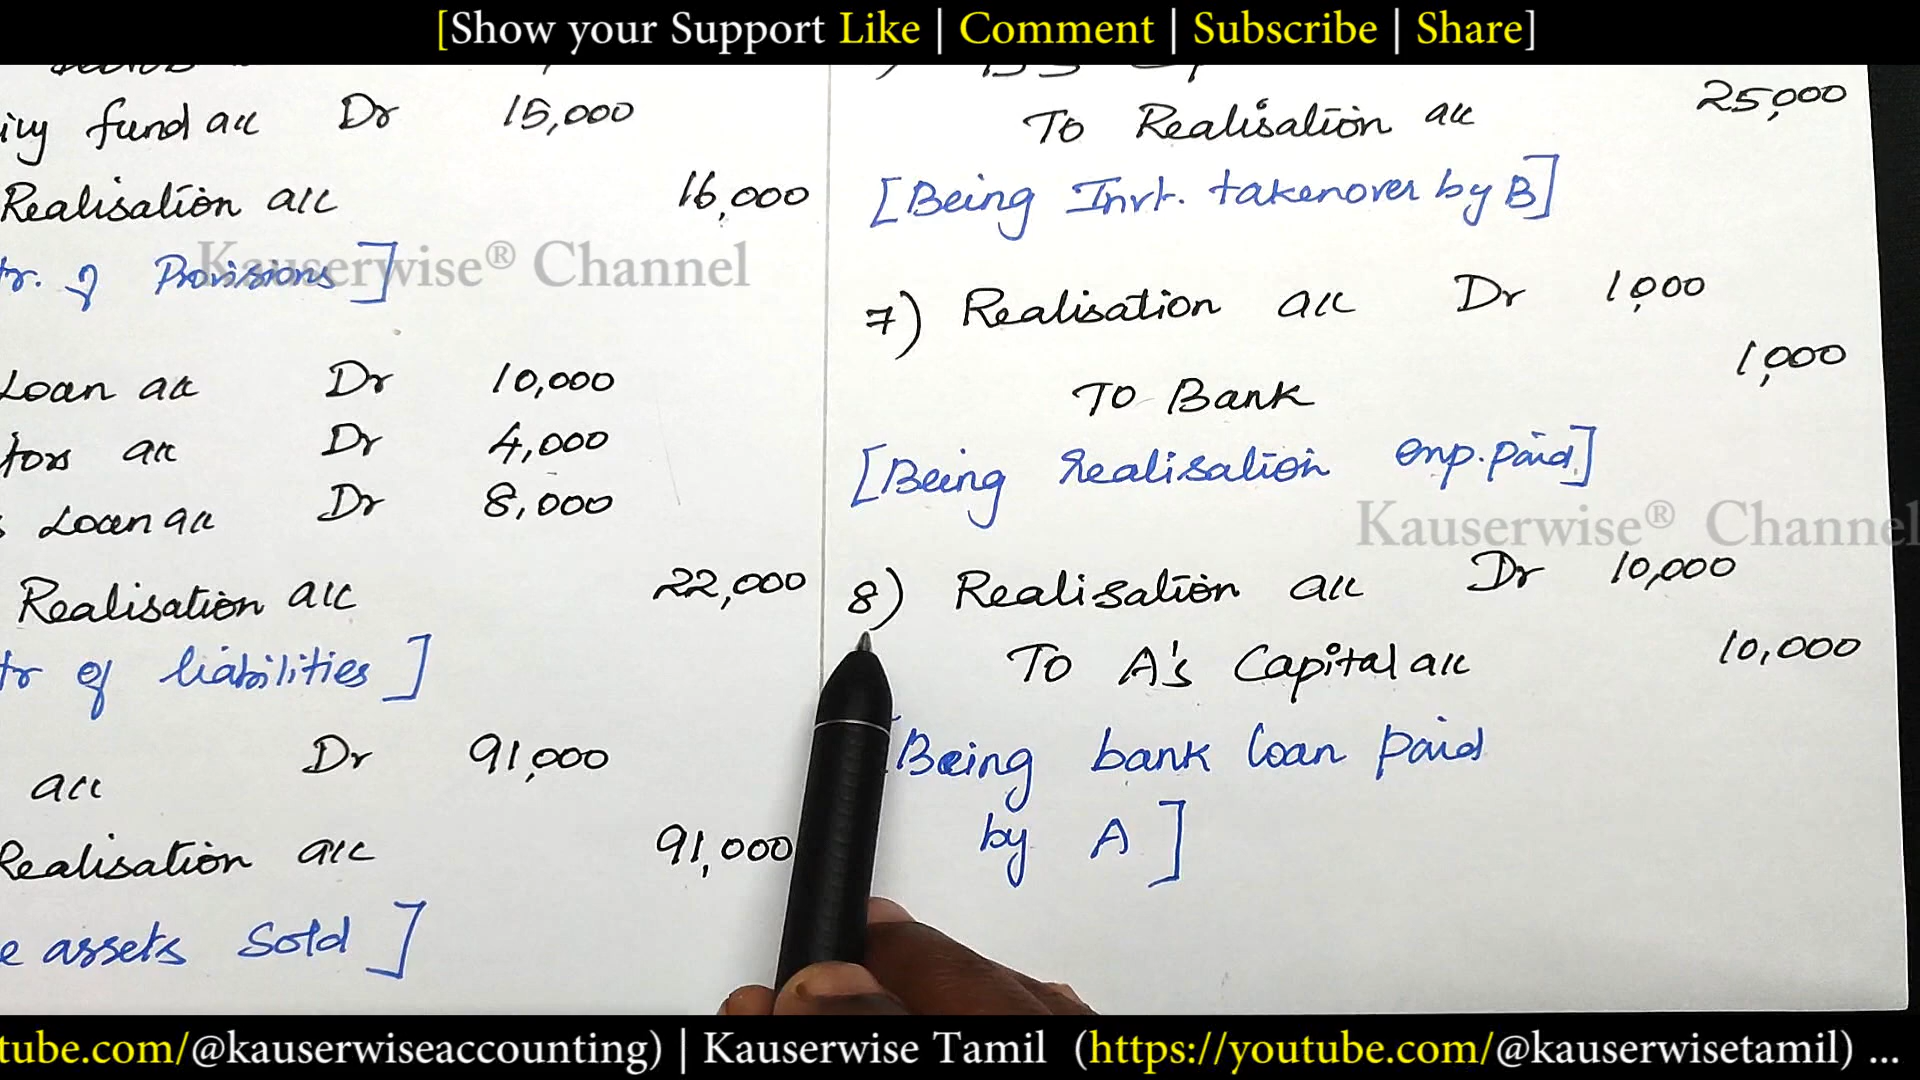 [Show your Support Like | Comment | Subscribe | Share]
fund a/c Dr 15,000
Realisation a/c 16,000
Provisions]
Loan a/c Dr 10,000
tors a/c Dr 4,000
s Loan a/c Dr 8,000
Realisation a/c 22,000
tr of liabilities]
a/c Dr 91,000
Realisation a/c 91,000
e assets Sold]
To Realisation a/c 25,000
[Being Invt. takenover by B]
7) Realisation a/c Dr 1,000
To Bank 1,000
[Being Realisation exp. paid]
8) Realisation a/c Dr 10,000
To A's Capital a/c 10,000
[Being bank loan paid
by A]
Kauserwise® Channel
Kauserwise® Channel
tube.com/@kauserwiseaccounting) | Kauserwise Tamil (https://youtube.com/@kauserwisetamil) ...